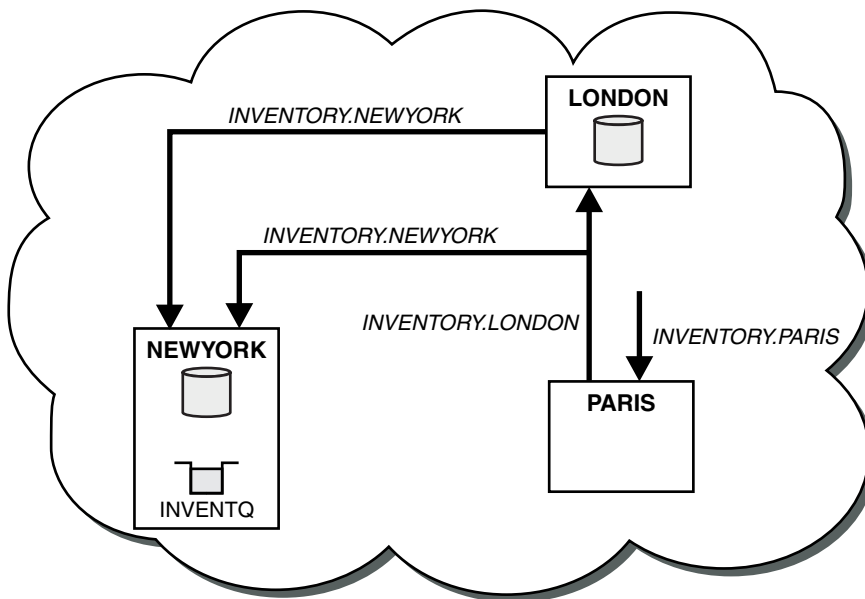 LONDON
INVENTORY.NEWYORK
INVENTORY.NEWYORK
INVENTORY.LONDON
INVENTORY.PARIS
NEWYORK
PARIS
INVENTQ